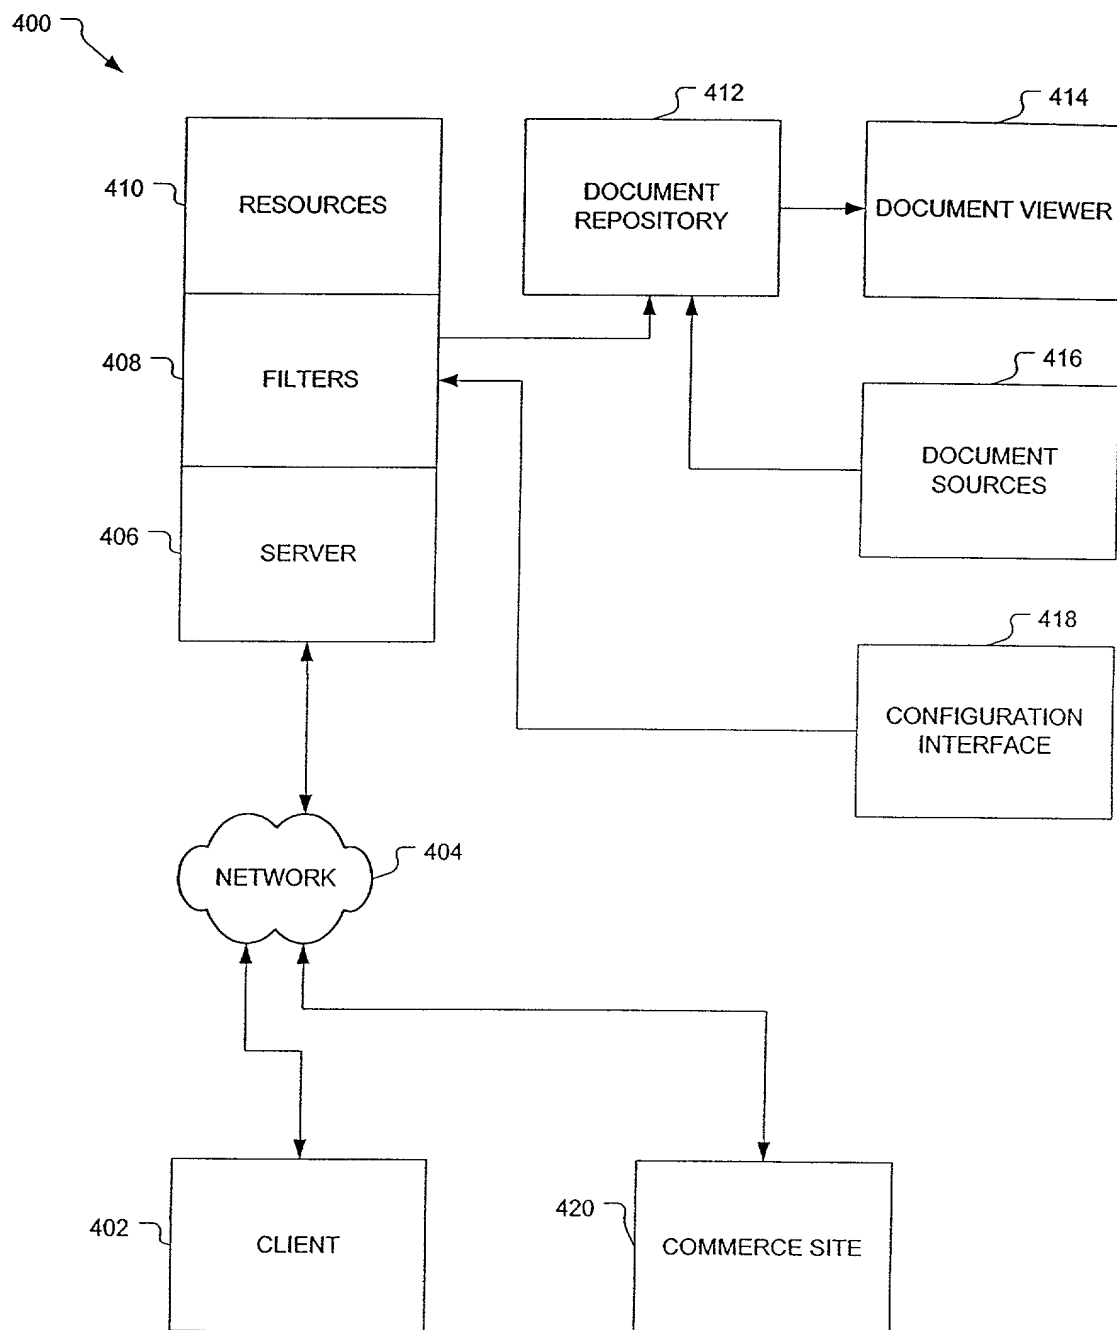 400
412
414
410
RESOURCES
DOCUMENT
REPOSITORY
DOCUMENT VIEWER
408
FILTERS
416
DOCUMENT
SOURCES
406
SERVER
418
CONFIGURATION
INTERFACE
NETWORK
404
402
CLIENT
420
COMMERCE SITE